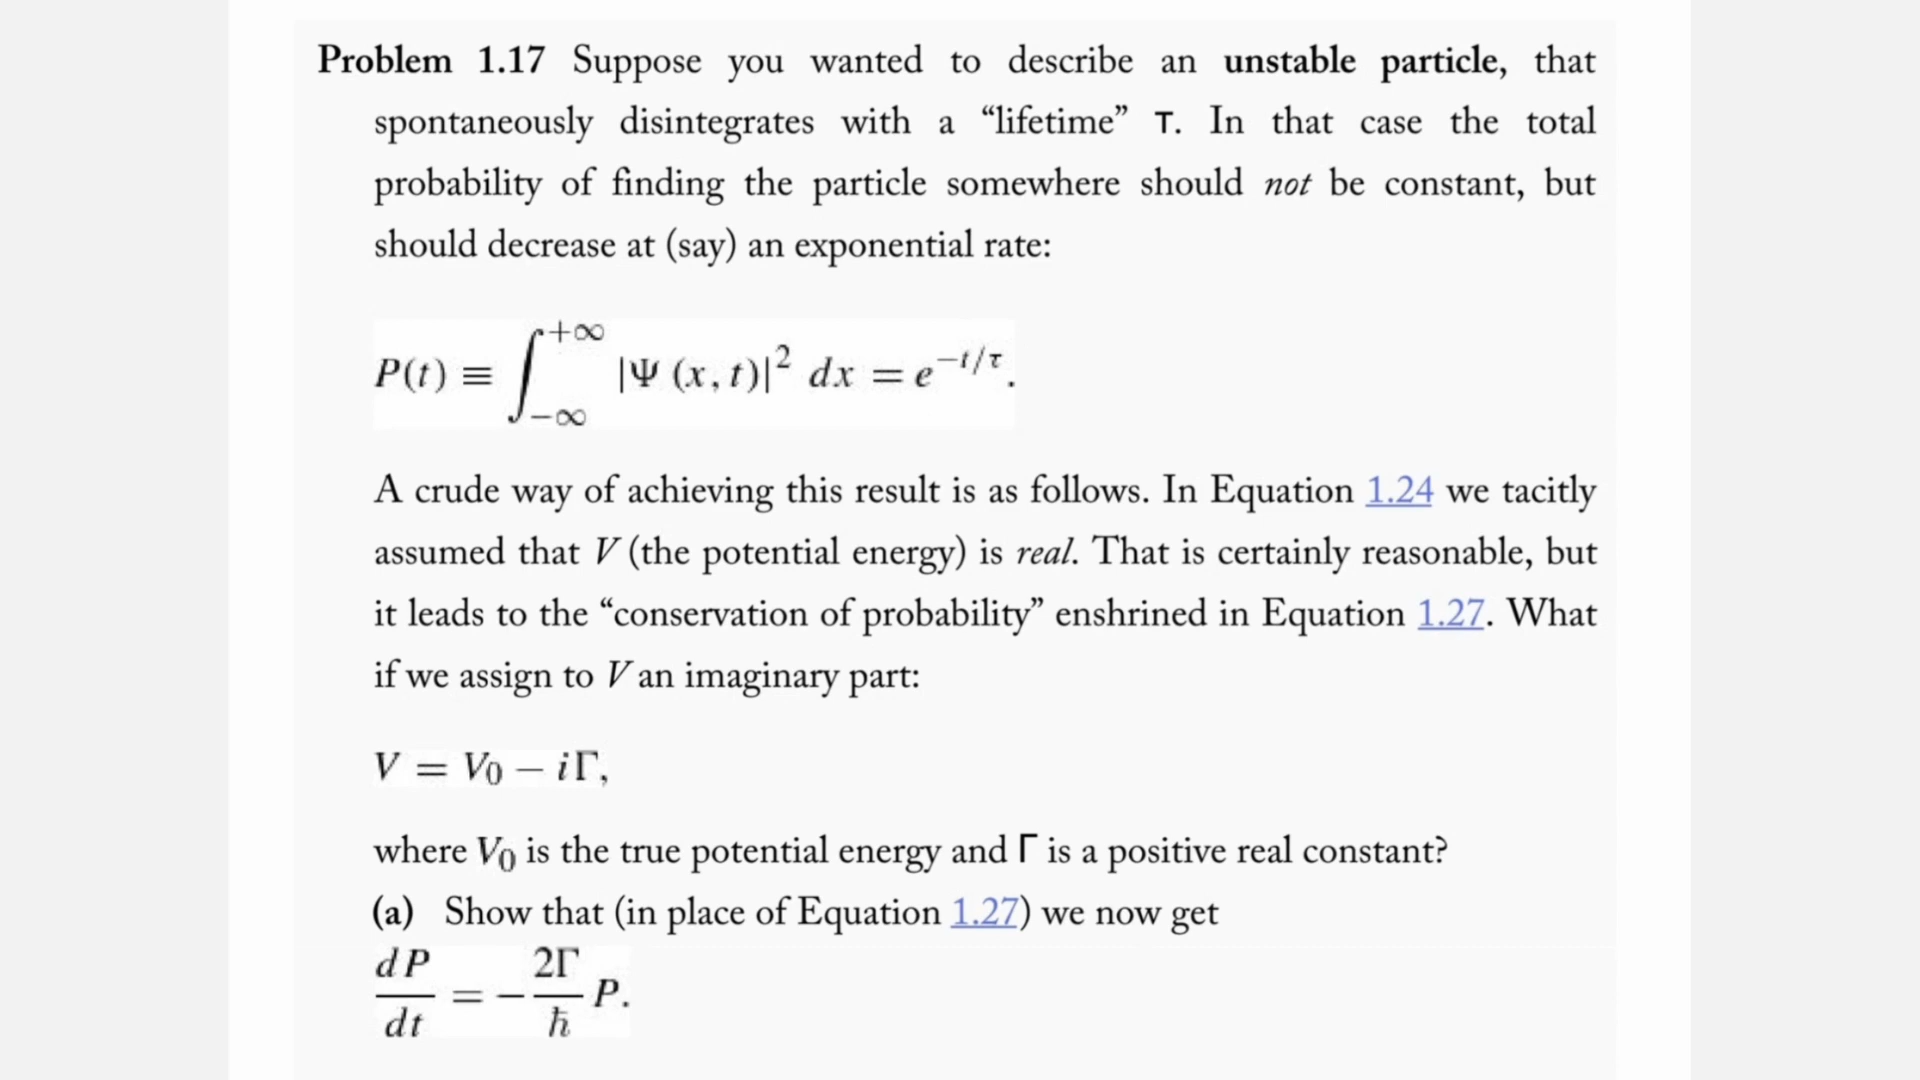 Problem 1.17 Suppose you wanted to describe an unstable particle, that
spontaneously disintegrates with a “lifetime” τ. In that case the total
probability of finding the particle somewhere should not be constant, but
should decrease at (say) an exponential rate:
P(t) ≡ ∫_{−∞}^{+∞} |Ψ (x, t)|² dx = e^{−t/τ}.
A crude way of achieving this result is as follows. In Equation 1.24 we tacitly
assumed that V (the potential energy) is real. That is certainly reasonable, but
it leads to the “conservation of probability” enshrined in Equation 1.27. What
if we assign to V an imaginary part:
V = V₀ − iΓ,
where V₀ is the true potential energy and Γ is a positive real constant?
(a) Show that (in place of Equation 1.27) we now get
dP/dt = −(2Γ/ħ) P.